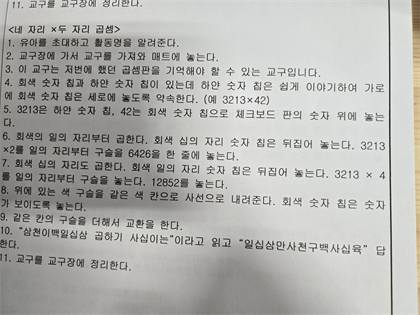 11. 교구를 교구장에 정리한다.
<네 자리 ×두 자리 곱셈>
1. 유아를 초대하고 활동명을 알려준다.
2. 교구장에 가서 교구를 가져와 매트에 놓는다.
3. 이 교구는 저번에 했던 곱셈판을 기억해야 할 수 있는 교구입니다.
4. 회색 숫자 칩과 하얀 숫자 칩이 있는데 하얀 숫자 칩은 쉽게 이야기하여 가로
에 회색 숫자 칩은 세로에 놓도록 약속한다. (예 3213×42)
5. 3213은 하얀 숫자 칩, 42는 회색 숫자 칩으로 체크보드 판의 숫자 위에 놓는
다.
6. 회색의 일의 자리부터 곱한다. 회색 십의 자리 숫자 칩은 뒤집어 놓는다. 3213
×2를 일의 자리부터 구슬을 6426을 한 줄에 놓는다.
7. 회색 십의 자리도 곱한다. 회색 일의 자리 숫자 칩은 뒤집어 놓는다. 3213 × 4
를 일의 자리부터 구슬을 놓는다. 12852를 놓는다.
8. 위에 있는 색 구슬을 같은 색 칸으로 사선으로 내려준다. 회색 숫자 칩은 숫자
가 보이도록 놓는다.
9. 같은 칸의 구슬을 더해서 교환을 한다.
10. "삼천이백일십삼 곱하기 사십이는"이라고 읽고 "일십삼만사천구백사십육" 답
한다.
11. 교구를 교구장에 정리한다.